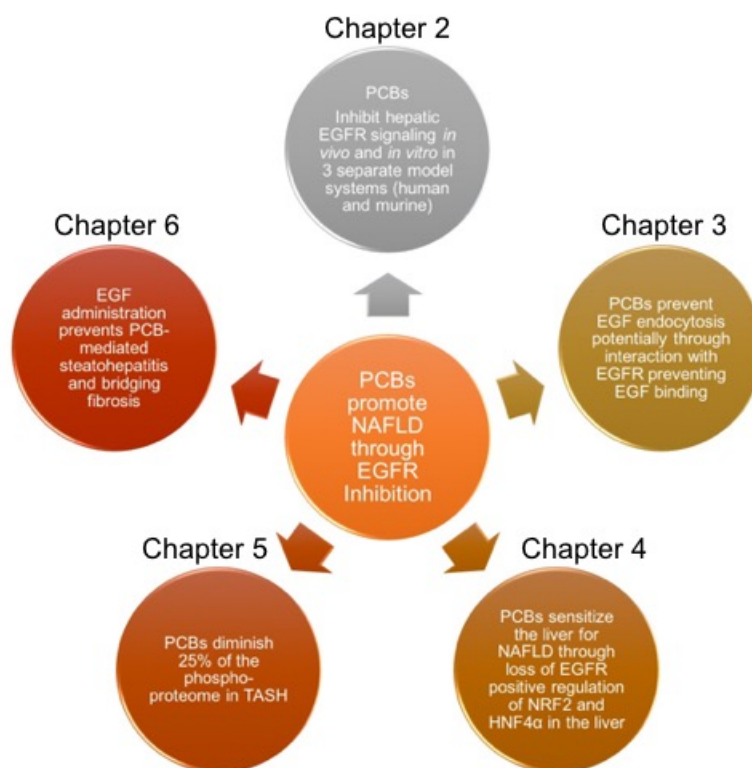 Chapter 2
PCBs
Inhibit hepatic
EGFR signaling in
vivo and in vitro in
3 separate model
systems (human
and murine)
Chapter 6
EGF
administration
prevents PCB-
mediated
steatohepatitis
and bridging
fibrosis
Chapter 3
PCBs prevent
EGF endocytosis
potentially through
interaction with
EGFR preventing
EGF binding
PCBs
promote
NAFLD
through
EGFR
Inhibition
Chapter 5
PCBs diminish
25% of the
phospho-
proteome in TASH
Chapter 4
PCBs sensitize
the liver for
NAFLD through
loss of EGFR
positive regulation
of NRF2 and
HNF4α in the liver